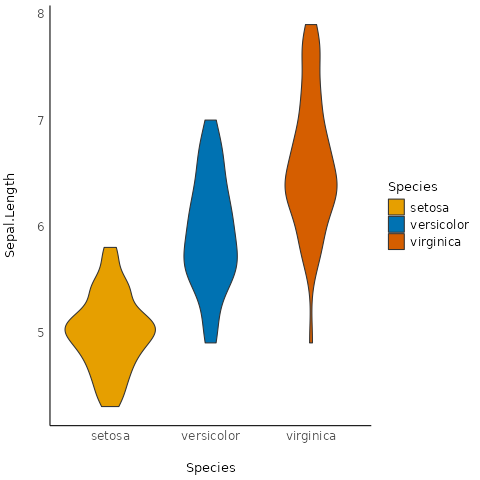 8
7
6
5
Sepal.Length
setosa versicolor virginica
Species
Species
setosa
versicolor
virginica